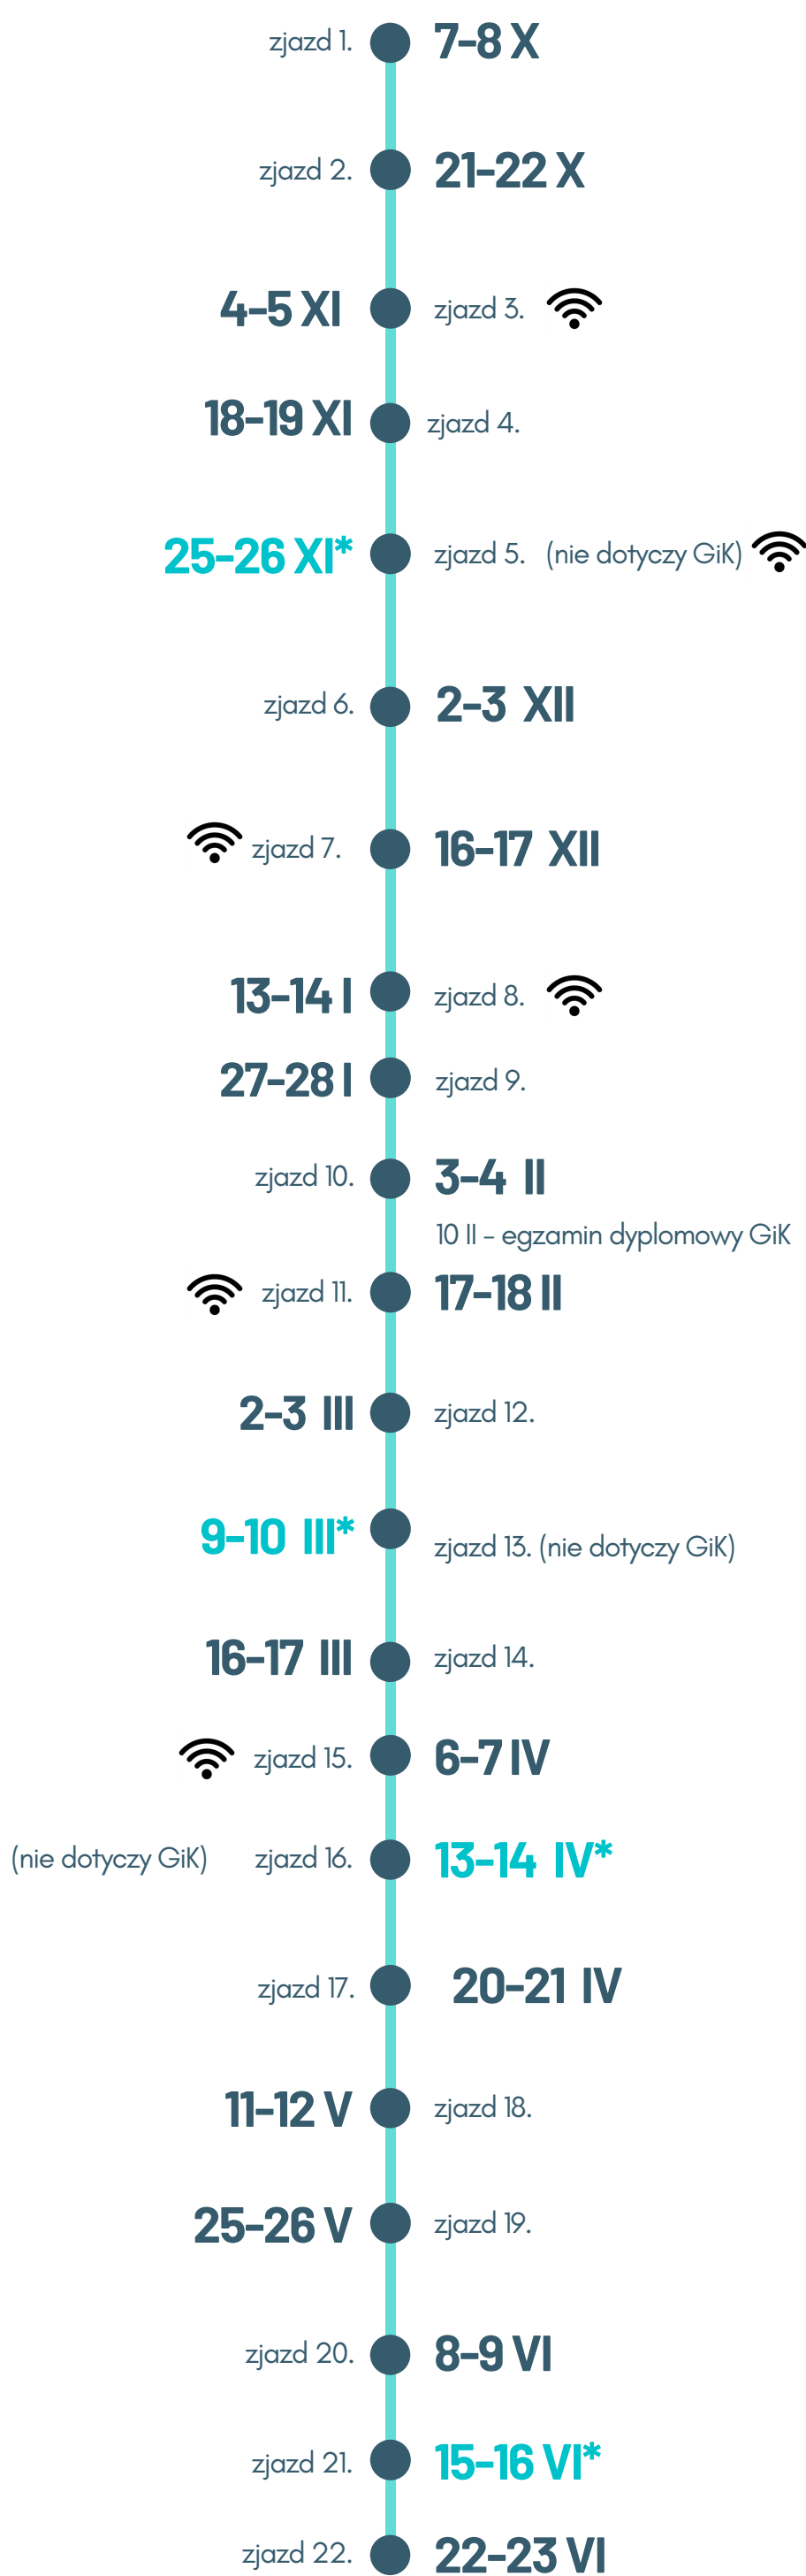 zjazd 1. 7-8 X
zjazd 2. 21-22 X
4-5 XI zjazd 3.
18-19 XI zjazd 4.
25-26 XI* zjazd 5. (nie dotyczy GiK)
zjazd 6. 2-3 XII
zjazd 7. 16-17 XII
13-14 I zjazd 8.
27-28 I zjazd 9.
zjazd 10. 3-4 II
10 II - egzamin dyplomowy GiK
zjazd 11. 17-18 II
2-3 III zjazd 12.
9-10 III* zjazd 13. (nie dotyczy GiK)
16-17 III zjazd 14.
zjazd 15. 6-7 IV
(nie dotyczy GiK) zjazd 16. 13-14 IV*
zjazd 17. 20-21 IV
11-12 V zjazd 18.
25-26 V zjazd 19.
zjazd 20. 8-9 VI
zjazd 21. 15-16 VI*
zjazd 22. 22-23 VI